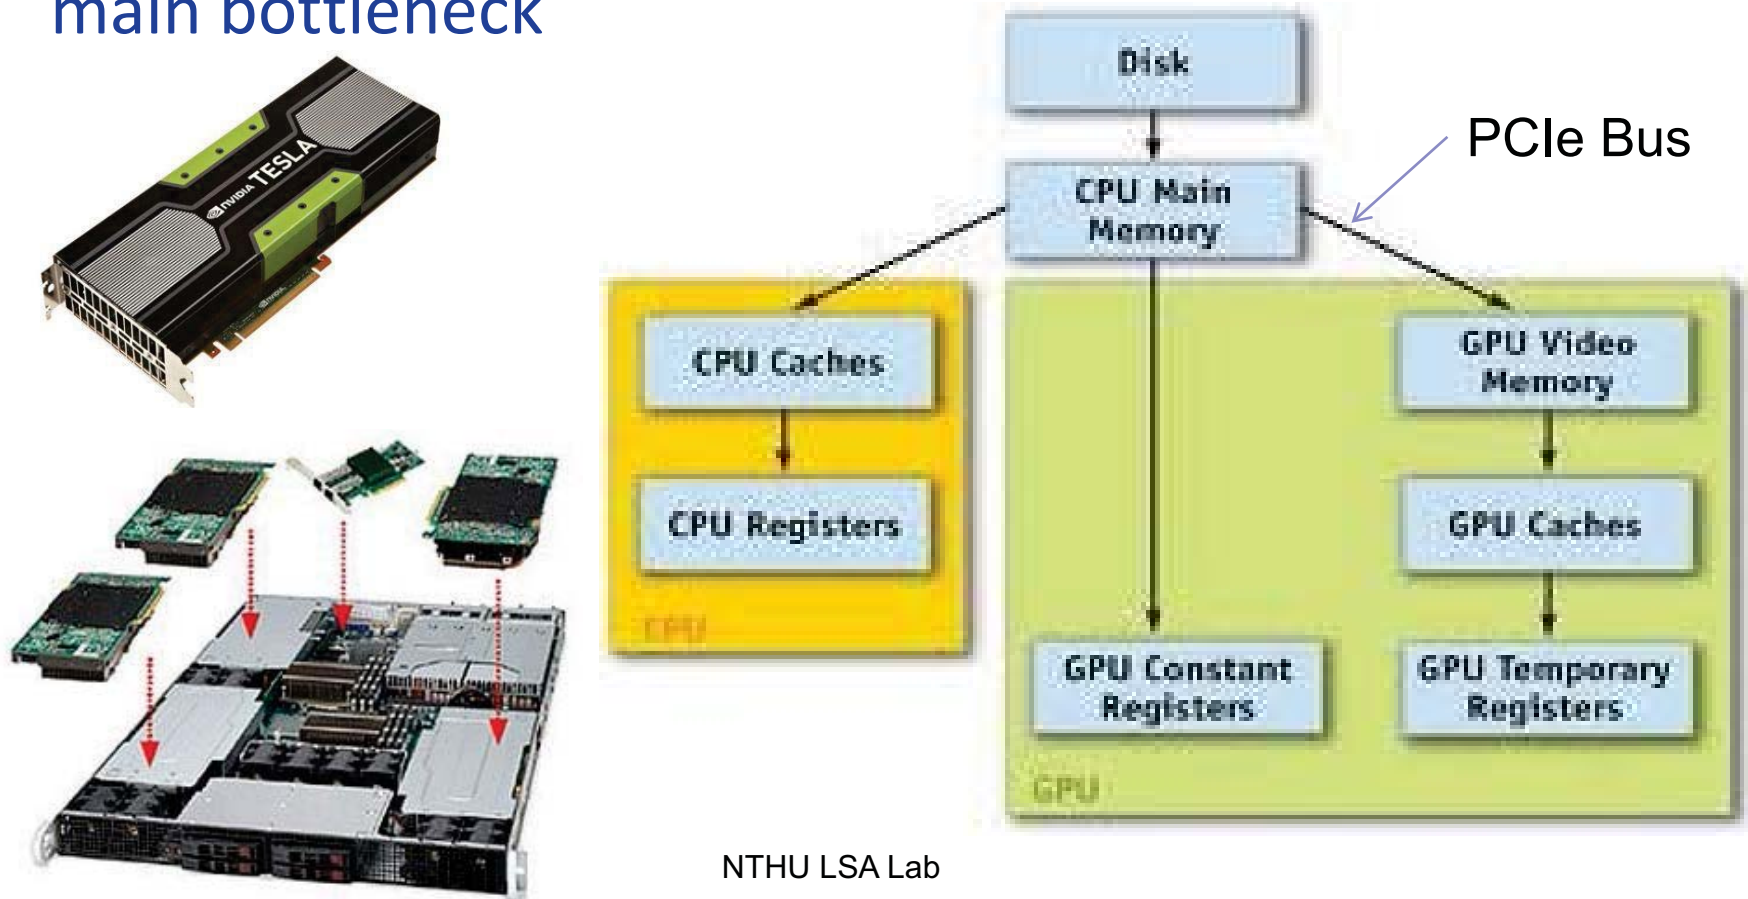 main bottleneck
NVIDIA TESLA
Disk
PCIe Bus
CPU Main
Memory
CPU Caches
GPU Video
Memory
CPU Registers
GPU Caches
CPU
GPU Constant
Registers
GPU Temporary
Registers
GPU
NTHU LSA Lab